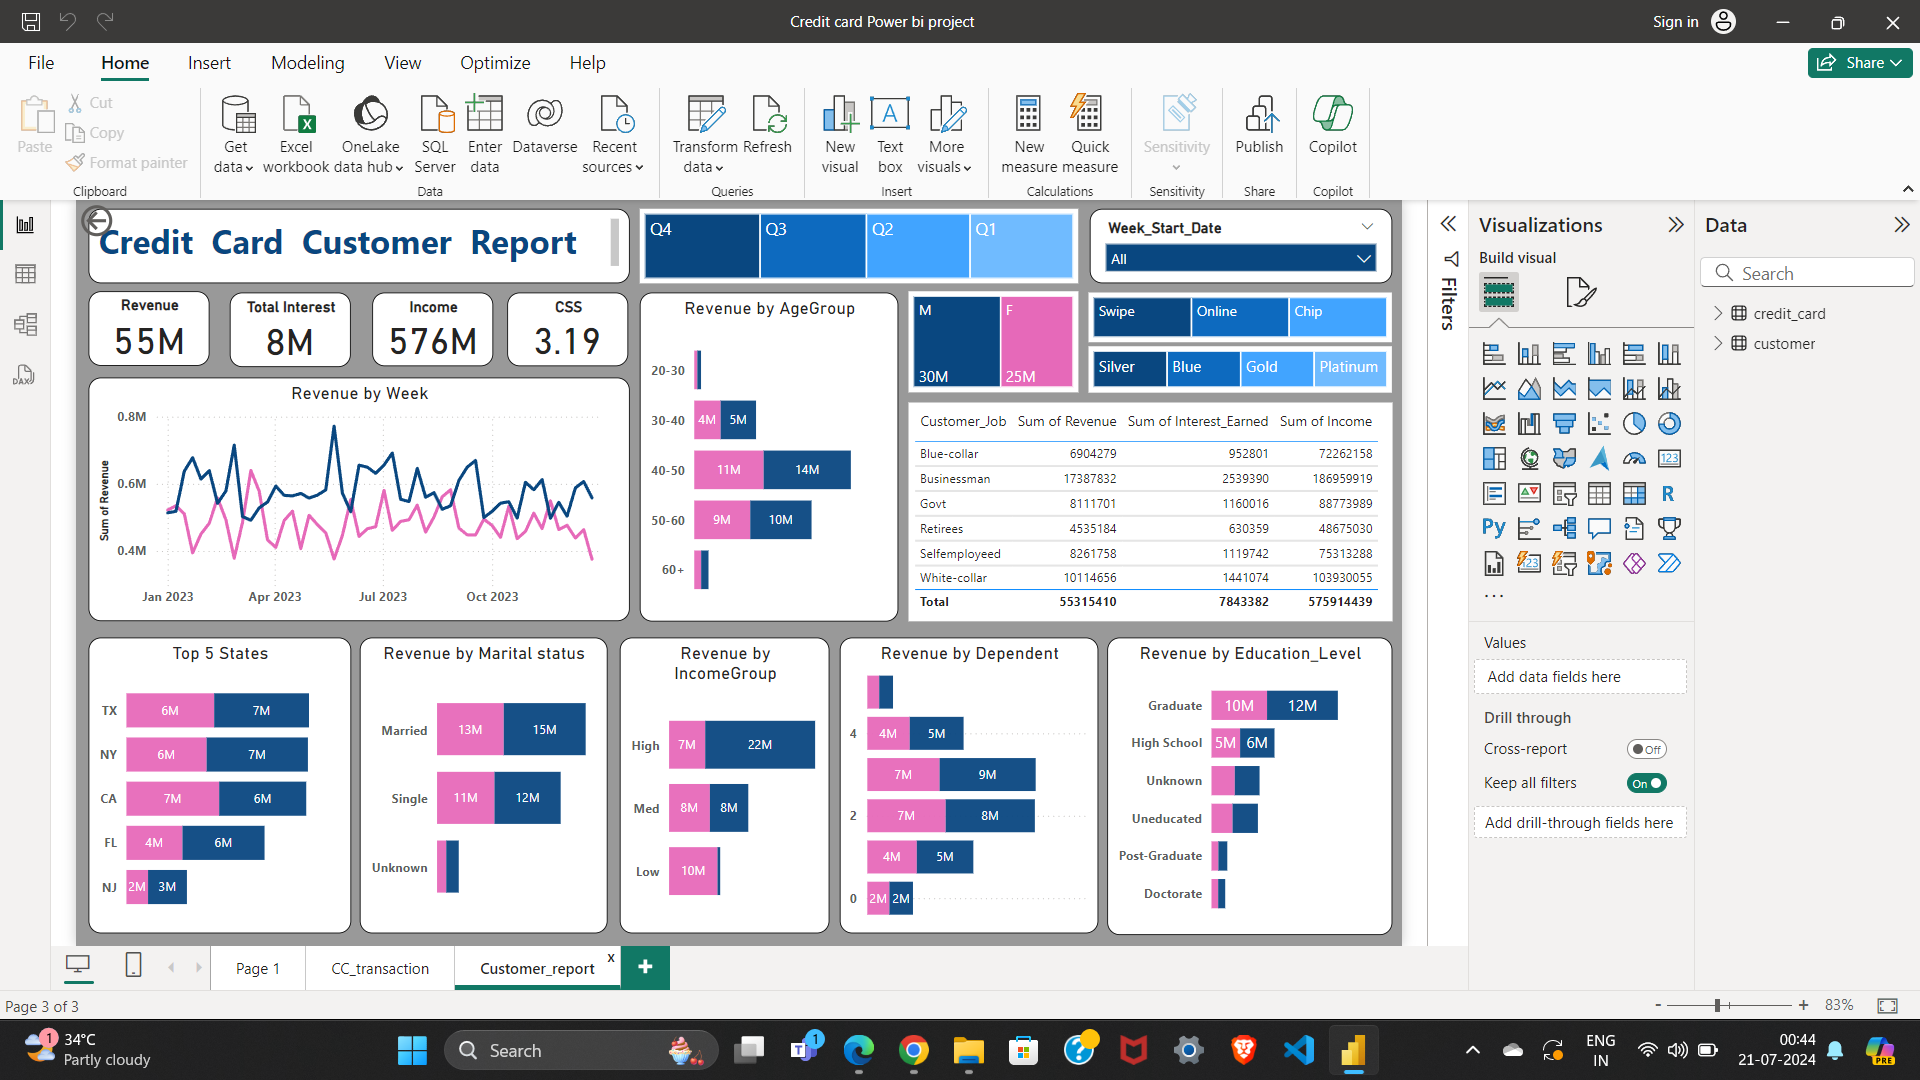 Credit card Power bi project
Sign in
File Home Insert Modeling View Optimize Help
Share
Paste
Cut
Copy
Format painter
Clipboard
Get data
Excel workbook
OneLake data hub
SQL Server
Enter data
Dataverse
Recent sources
Data
Transform data
Refresh
Queries
New visual
Text box
More visuals
Insert
New measure
Quick measure
Calculations
Sensitivity
Sensitivity
Publish
Share
Copilot
Copilot
Credit Card Customer Report
Q4 Q3 Q2 Q1
Week_Start_Date
All
Revenue
55M
Total Interest
8M
Income
576M
CSS
3.19
Revenue by Week
Sum of Revenue
0.8M
0.6M
0.4M
Jan 2023 Apr 2023 Jul 2023 Oct 2023
Revenue by AgeGroup
20-30
30-40 4M 5M
40-50 11M 14M
50-60 9M 10M
60+
M F
30M 25M
Swipe Online Chip
Silver Blue Gold Platinum
Customer_Job Sum of Revenue Sum of Interest_Earned Sum of Income
Blue-collar 6904279 952801 72262158
Businessman 17387832 2539390 186959919
Govt 8111701 1160016 88773989
Retirees 4535184 630359 48675030
Selfemployeed 8261758 1119742 75313288
White-collar 10114656 1441074 103930055
Total 55315410 7843382 575914439
Top 5 States
TX 6M 7M
NY 6M 7M
CA 7M 6M
FL 4M 6M
NJ 2M 3M
Revenue by Marital status
Married 13M 15M
Single 11M 12M
Unknown
Revenue by
IncomeGroup
High 7M 22M
Med 8M 8M
Low 10M
Revenue by Dependent
4 4M 5M
7M 9M
2 7M 8M
4M 5M
0 2M 2M
Revenue by Education_Level
Graduate 10M 12M
High School 5M 6M
Unknown
Uneducated
Post-Graduate
Doctorate
Filters
Visualizations
Build visual
123
R
Py
123
...
Values
Add data fields here
Drill through
Cross-report Off
Keep all filters On
Add drill-through fields here
Data
Search
credit_card
customer
DAX
Page 1 CC_transaction Customer_report x +
Page 3 of 3
- + 83%
1
34°C
Partly cloudy
Search
1
ENG
IN
00:44
21-07-2024
PRE